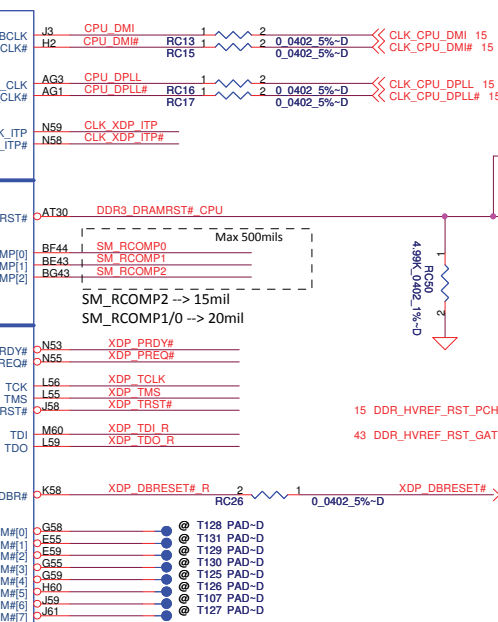 BCLK J3 CPU_DMI 1 2 CLK_CPU_DMI 15
CLK# H2 CPU_DMI# RC13 1 2 0_0402_5%~D CLK_CPU_DMI# 15
RC15 0_0402_5%~D
_CLK AG3 CPU_DPLL 1 2 CLK_CPU_DPLL 15
CLK# AG1 CPU_DPLL# RC16 1 2 0_0402_5%~D CLK_CPU_DPLL# 15
RC17 0_0402_5%~D
K_ITP N59 CLK_XDP_ITP
_ITP# N58 CLK_XDP_ITP#
RST# AT30 DDR3_DRAMRST#_CPU
Max 500mils
MP[0] BF44 SM_RCOMP0
MP[1] BE43 SM_RCOMP1
MP[2] BG43 SM_RCOMP2
SM_RCOMP2 --> 15mil
SM_RCOMP1/0 --> 20mil
1
RC50
4.99K_0402_1%~D
2
RDY# N53 XDP_PRDY#
REQ# N55 XDP_PREQ#
TCK L56 XDP_TCLK
TMS L55 XDP_TMS
RST# J58 XDP_TRST#
15 DDR_HVREF_RST_PCH
TDI M60 XDP_TDI_R
43 DDR_HVREF_RST_GAT
TDO L59 XDP_TDO_R
DBR# K58 XDP_DBRESET#_R 2 1 XDP_DBRESET#
RC26 0_0402_5%~D
M#[0] G58 @ T128 PAD~D
M#[1] E55 @ T131 PAD~D
M#[2] E59 @ T129 PAD~D
M#[3] G55 @ T130 PAD~D
M#[4] G59 @ T125 PAD~D
M#[5] H60 @ T126 PAD~D
M#[6] J59 @ T107 PAD~D
M#[7] J61 @ T127 PAD~D